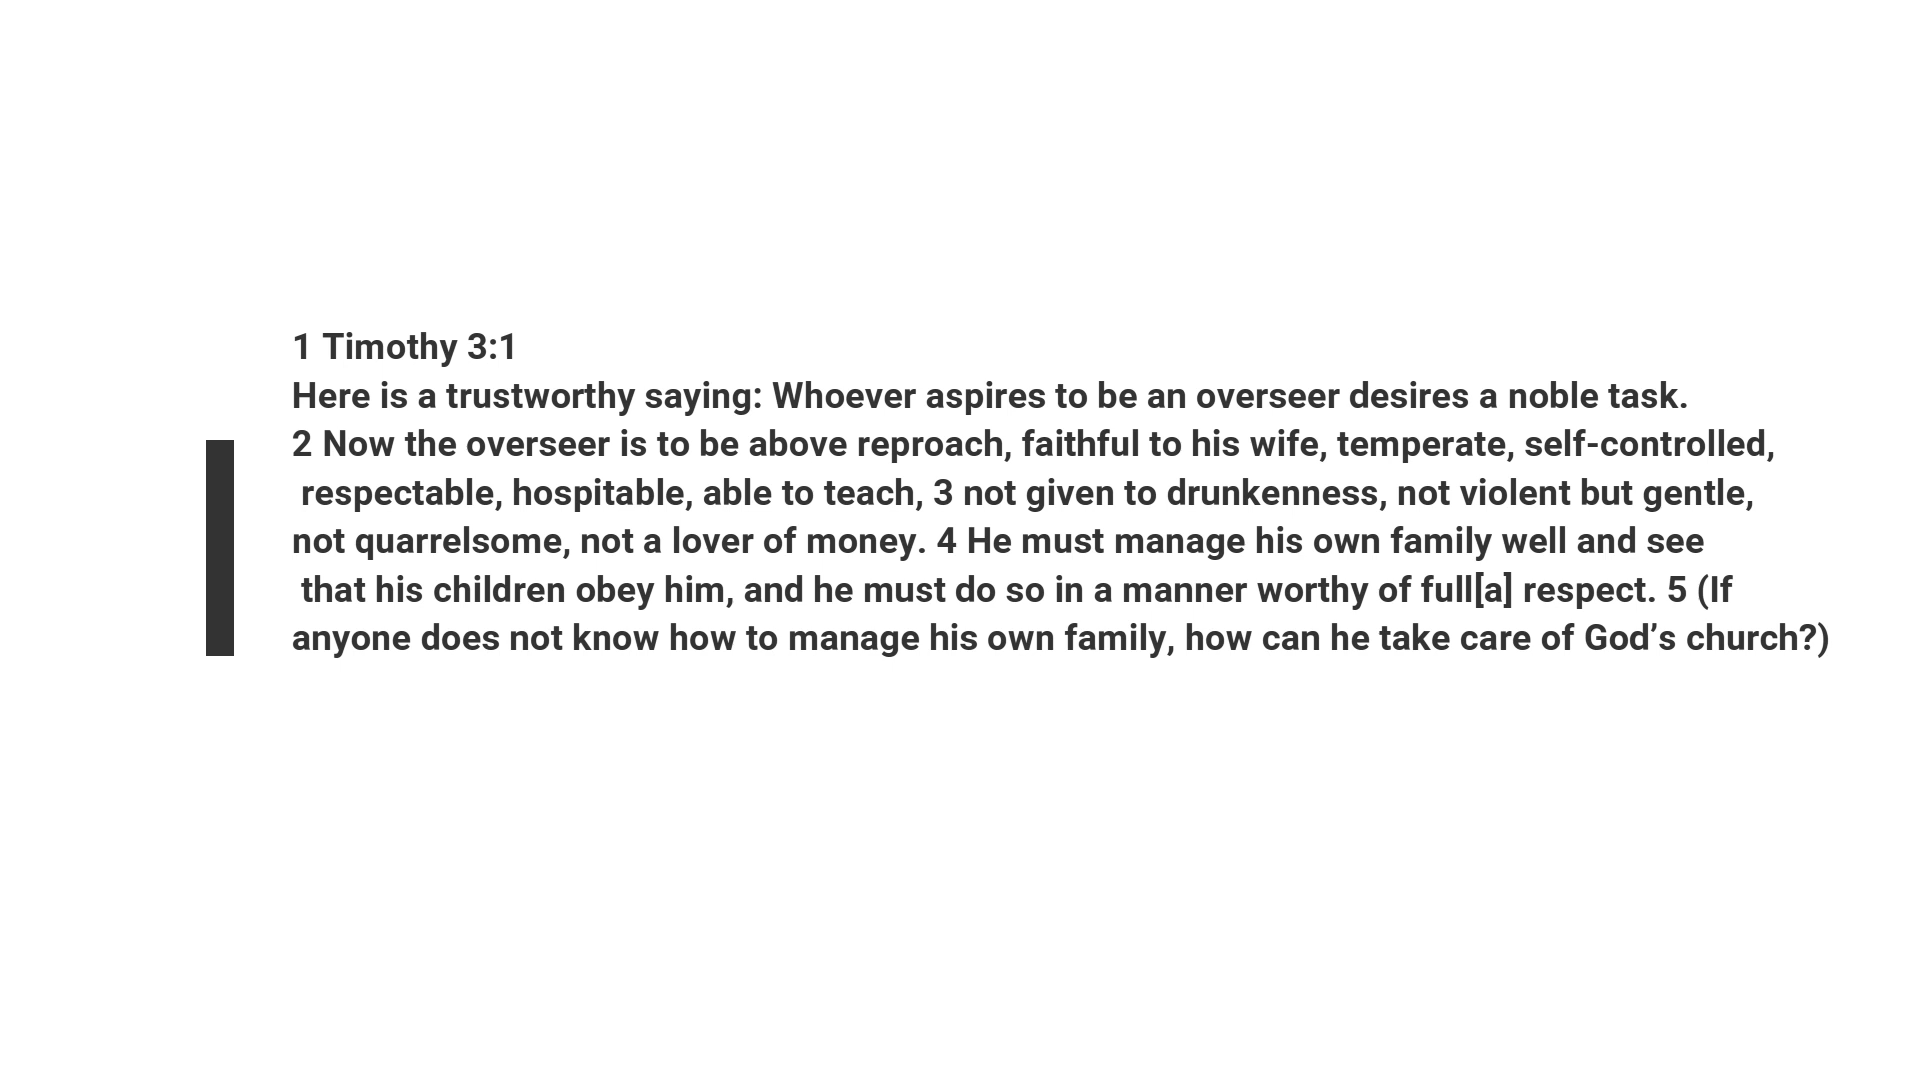 1 Timothy 3:1
Here is a trustworthy saying: Whoever aspires to be an overseer desires a noble task.
2 Now the overseer is to be above reproach, faithful to his wife, temperate, self-controlled,
respectable, hospitable, able to teach, 3 not given to drunkenness, not violent but gentle,
not quarrelsome, not a lover of money. 4 He must manage his own family well and see
that his children obey him, and he must do so in a manner worthy of full[a] respect. 5 (If
anyone does not know how to manage his own family, how can he take care of God’s church?)